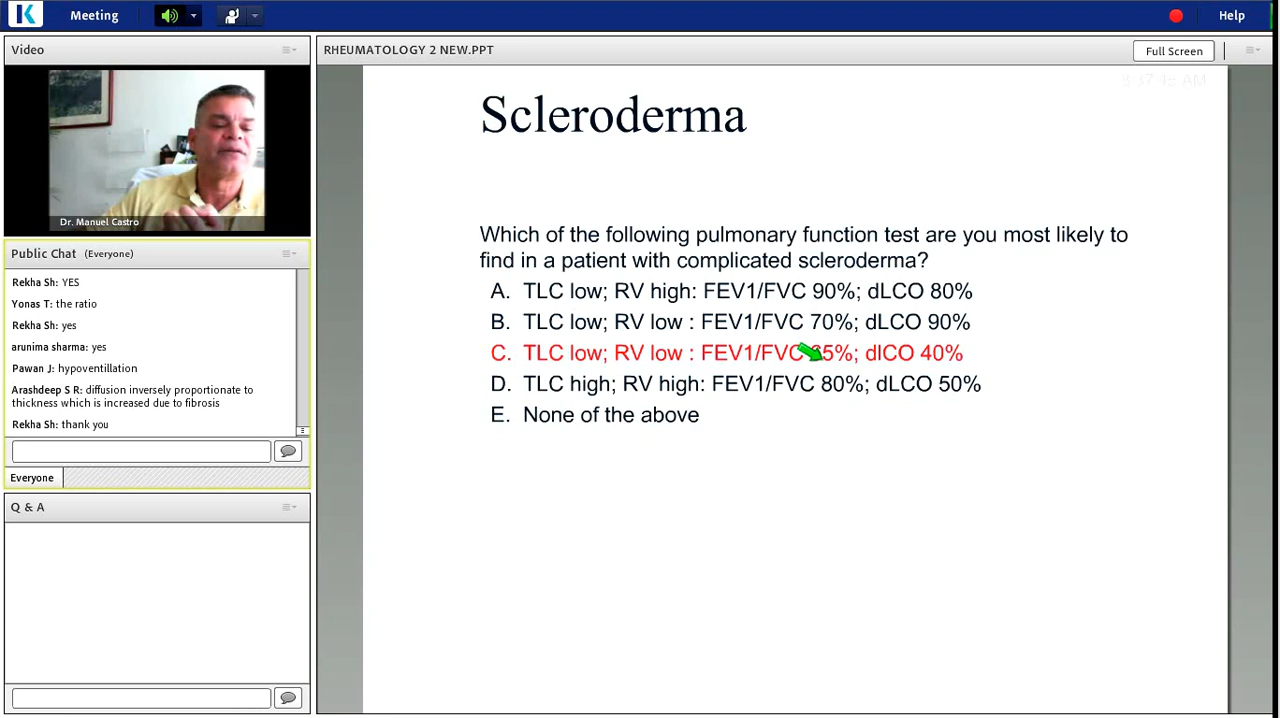 K Meeting Help
Video
Dr. Manuel Castro
Public Chat (Everyone)
Rekha Sh: YES
Yonas T: the ratio
Rekha Sh: yes
arunima sharma: yes
Pawan J: hypoventillation
Arashdeep S R: diffusion inversely proportionate to
thickness which is increased due to fibrosis
Rekha Sh: thank you
Everyone
Q & A
RHEUMATOLOGY 2 NEW.PPT
Full Screen
Scleroderma
Which of the following pulmonary function test are you most likely to
find in a patient with complicated scleroderma?
A. TLC low; RV high: FEV1/FVC 90%; dLCO 80%
B. TLC low; RV low : FEV1/FVC 70%; dLCO 90%
C. TLC low; RV low : FEV1/FVC dlCO 40%
D. TLC high; RV high: FEV1/FVC 80%; dLCO 50%
E. None of the above